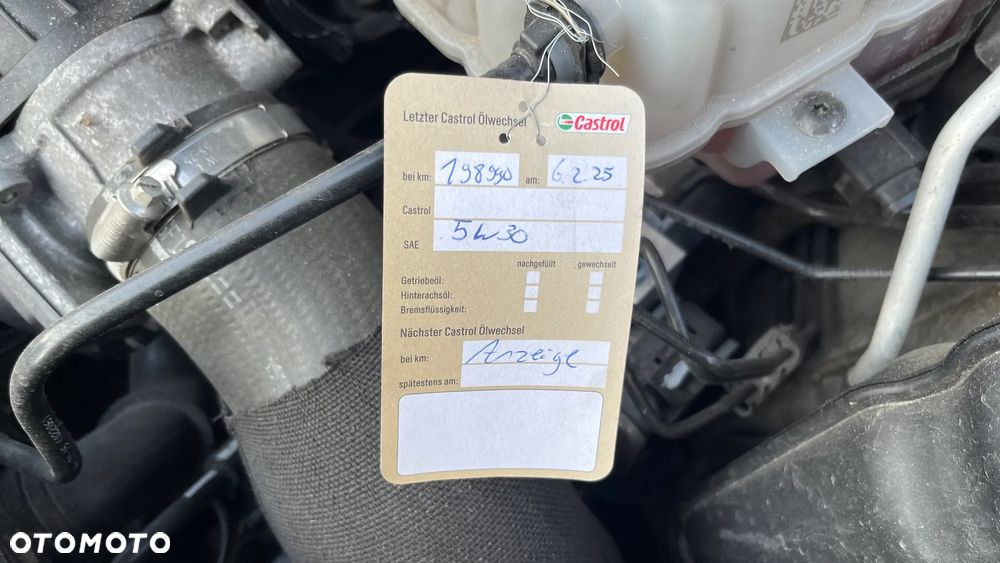 Letzter Castrol Ölwechsel
Castrol
bei km: 198950 am: 6.2.25
Castrol
SAE 5W30
nachgefüllt gewechselt
Getriebeöl:
Hinterachsöl:
Bremsflüssigkeit:
Nächster Castrol Ölwechsel
bei km: Anzeige
spätestens am:
OTOMOTO